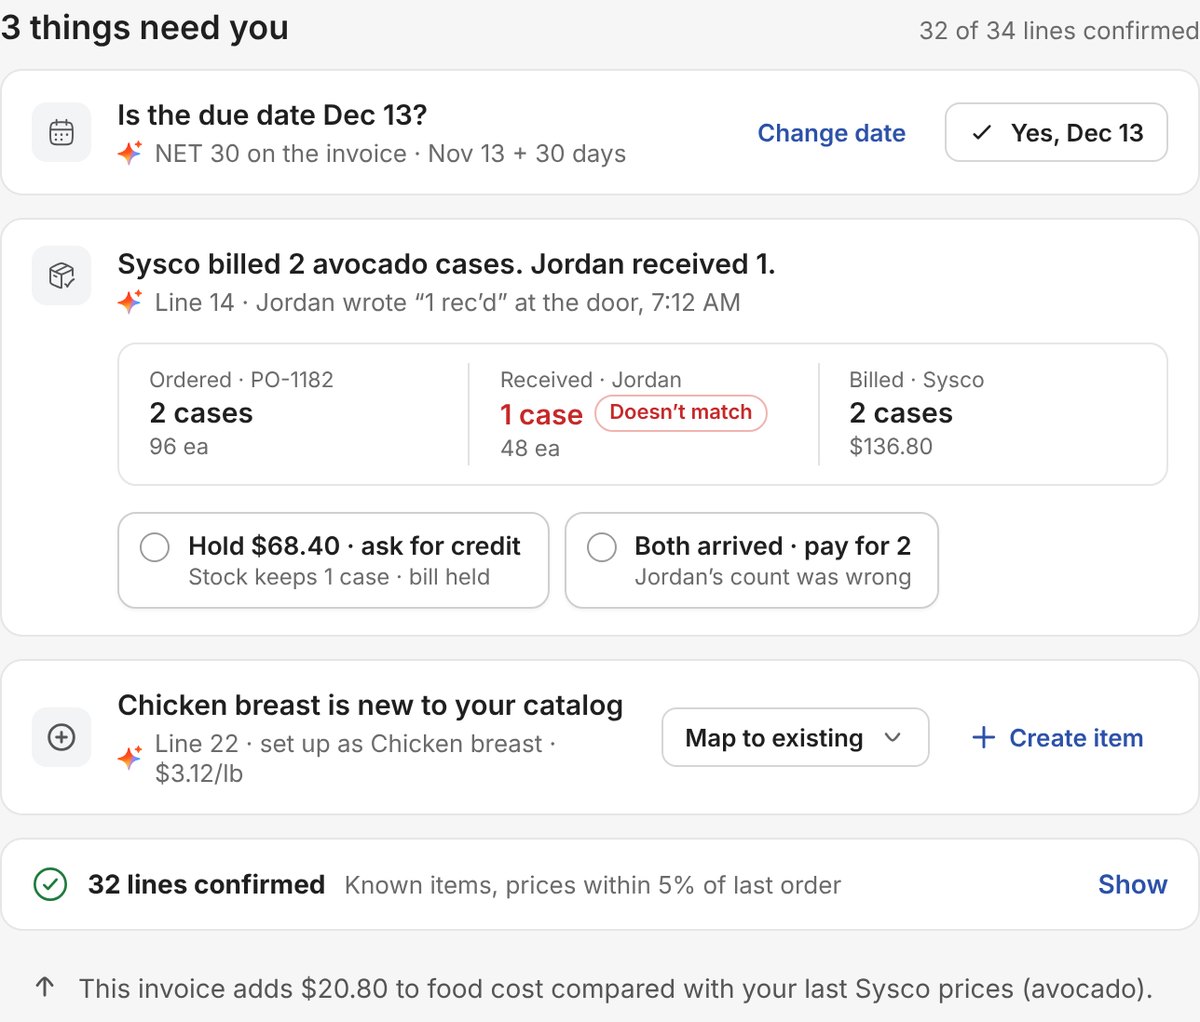 3 things need you
32 of 34 lines confirmed
Is the due date Dec 13?
NET 30 on the invoice · Nov 13 + 30 days
Change date
Yes, Dec 13
Sysco billed 2 avocado cases. Jordan received 1.
Line 14 · Jordan wrote “1 rec’d” at the door, 7:12 AM
Ordered · PO-1182
2 cases
96 ea
Received · Jordan
1 case
Doesn’t match
48 ea
Billed · Sysco
2 cases
$136.80
Hold $68.40 · ask for credit
Stock keeps 1 case · bill held
Both arrived · pay for 2
Jordan’s count was wrong
Chicken breast is new to your catalog
Line 22 · set up as Chicken breast ·
$3.12/lb
Map to existing
Create item
32 lines confirmed
Known items, prices within 5% of last order
Show
This invoice adds $20.80 to food cost compared with your last Sysco prices (avocado).